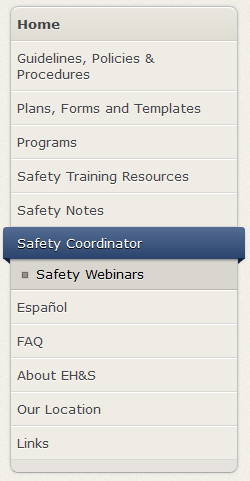 Home
Guidelines, Policies &
Procedures
Plans, Forms and Templates
Programs
Safety Training Resources
Safety Notes
Safety Coordinator
Safety Webinars
Español
FAQ
About EH&S
Our Location
Links